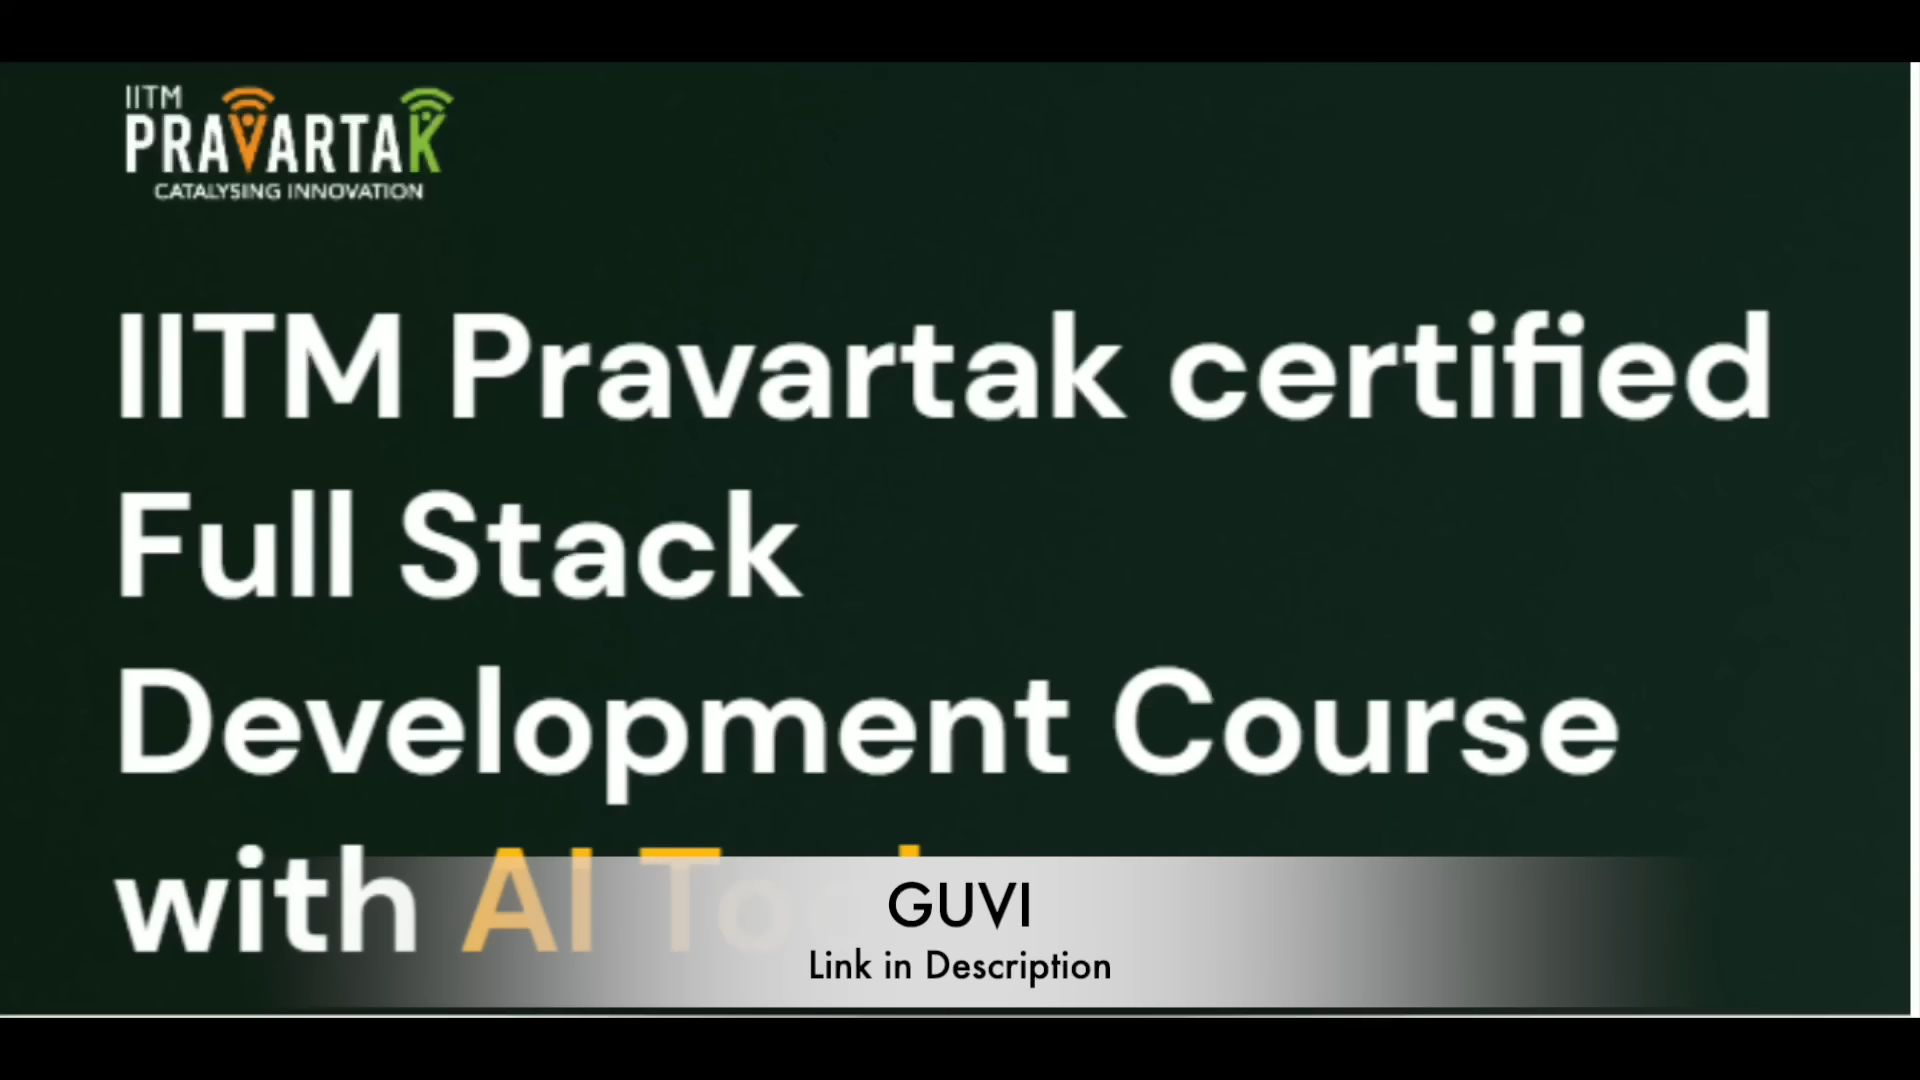 IITM
PRAVARTAK
CATALYSING INNOVATION
IITM Pravartak certified
Full Stack
Development Course
with AI
GUVI
Link in Description